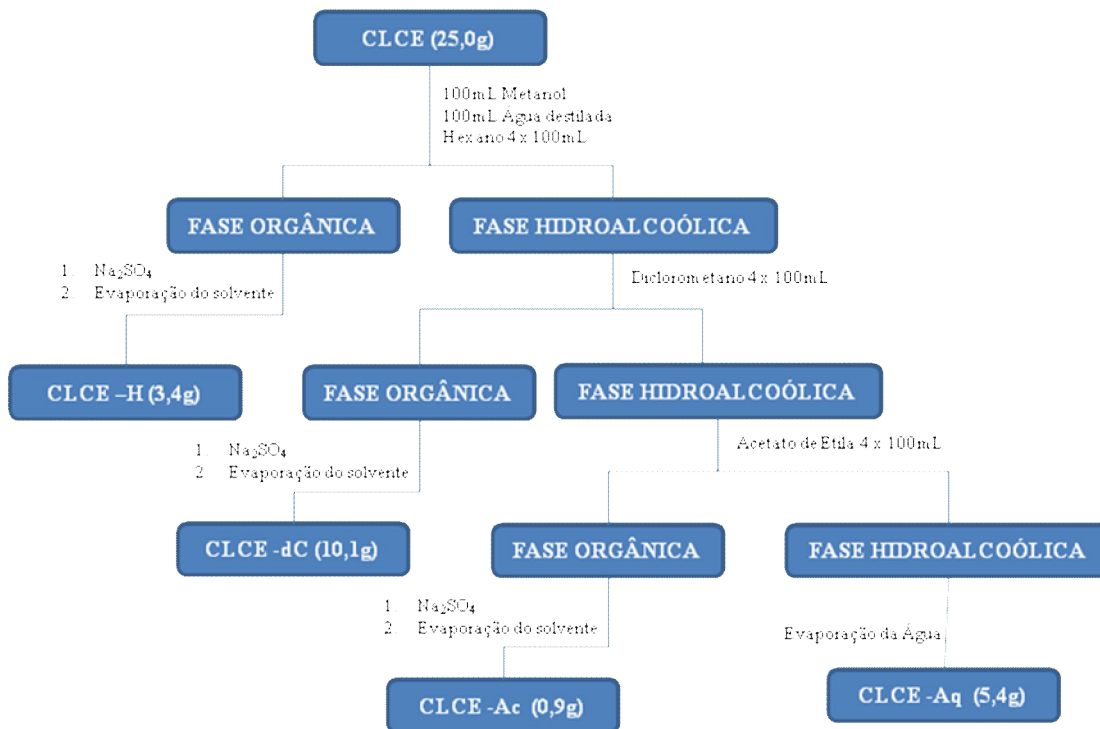 CLCE (25,0g)
100mL Metanol
100mL Água destilada
Hexano 4 x 100mL
FASE ORGÂNICA
FASE HIDROALCOÓLICA
1. Na₂SO₄
2. Evaporação do solvente
Diclorometano 4 x 100mL
CLCE –H (3,4g)
FASE ORGÂNICA
FASE HIDROALCOÓLICA
1. Na₂SO₄
2. Evaporação do solvente
Acetato de Etila 4 x 100mL
CLCE -dC (10,1g)
FASE ORGÂNICA
FASE HIDROALCOÓLICA
1. Na₂SO₄
2. Evaporação do solvente
Evaporação da Água
CLCE -Ac (0,9g)
CLCE -Aq (5,4g)